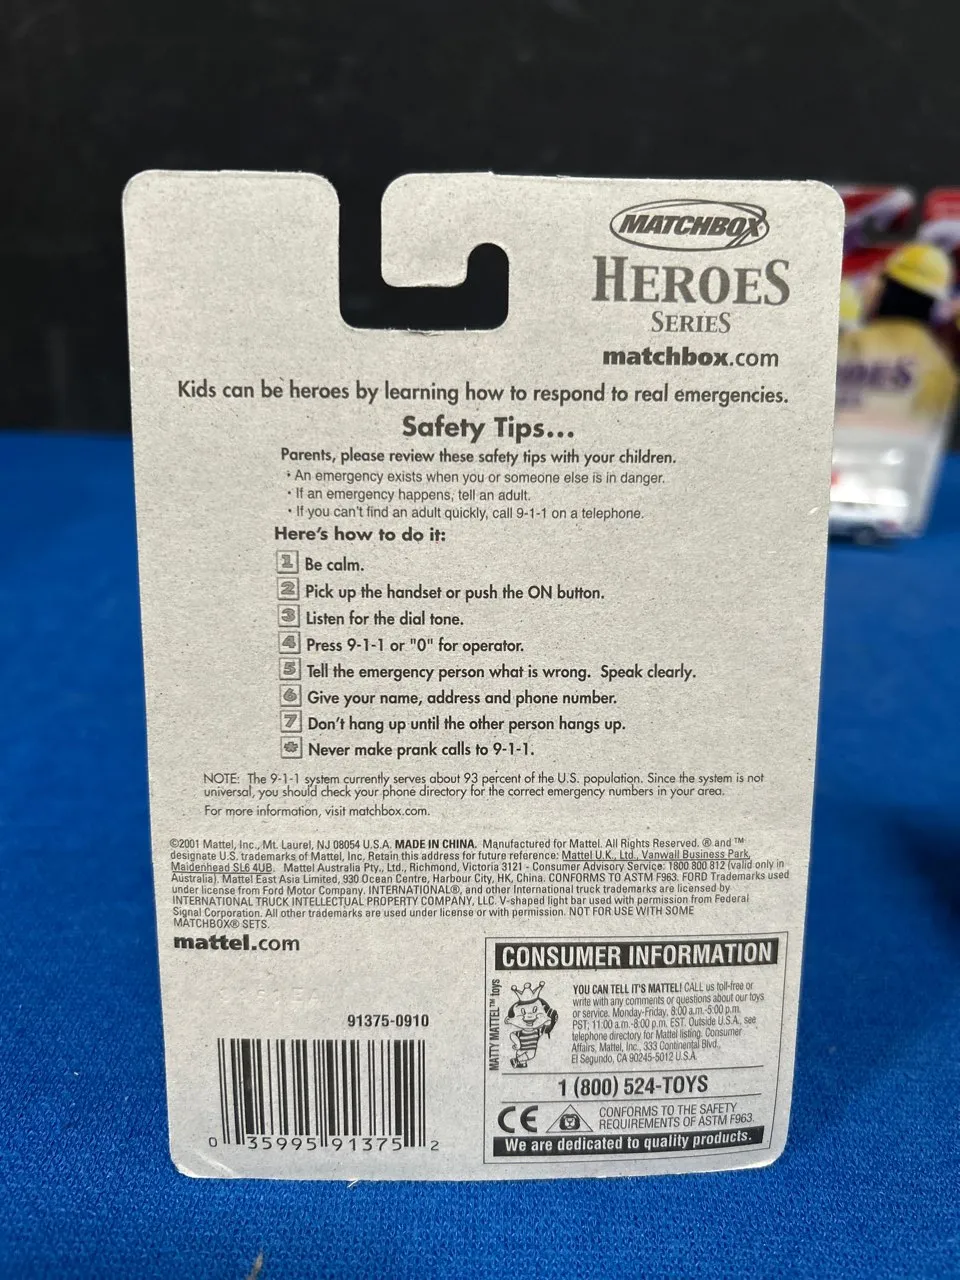 MATCHBOX
HEROES
SERIES
matchbox.com
Kids can be heroes by learning how to respond to real emergencies.
Safety Tips...
Parents, please review these safety tips with your children.
• An emergency exists when you or someone else is in danger.
• If an emergency happens, tell an adult.
• If you can't find an adult quickly, call 9-1-1 on a telephone.
Here's how to do it:
1 Be calm.
2 Pick up the handset or push the ON button.
3 Listen for the dial tone.
4 Press 9-1-1 or "0" for operator.
5 Tell the emergency person what is wrong. Speak clearly.
6 Give your name, address and phone number.
7 Don't hang up until the other person hangs up.
* Never make prank calls to 9-1-1.
NOTE: The 9-1-1 system currently serves about 93 percent of the U.S. population. Since the system is not
universal, you should check your phone directory for the correct emergency numbers in your area.
For more information, visit matchbox.com.
©2001 Mattel, Inc., Mt. Laurel, NJ 08054 U.S.A. MADE IN CHINA. Manufactured for Mattel. All Rights Reserved. ® and ™
designate U.S. trademarks of Mattel, Inc. Retain this address for future reference: Mattel U.K., Ltd., Vanwall Business Park,
Maidenhead SL6 4UB. Mattel Australia Pty., Ltd., Richmond, Victoria 3121 - Consumer Advisory Service: 1800 800 812 (valid only in
Australia). Mattel East Asia Limited, 930 Ocean Centre, Harbour City, HK, China. CONFORMS TO ASTM F963. FORD Trademarks used
under license from Ford Motor Company. INTERNATIONAL®, and other International truck trademarks are licensed by
INTERNATIONAL TRUCK INTELLECTUAL PROPERTY COMPANY, LLC. V-shaped light bar used with permission from Federal
Signal Corporation. All other trademarks are used under license or with permission. NOT FOR USE WITH SOME
MATCHBOX® SETS.
mattel.com
91375-0910
0 35995 91375 2
CONSUMER INFORMATION
MATTY MATTEL™ toys
YOU CAN TELL IT'S MATTEL! CALL us toll-free or
write with any comments or questions about our toys
or service. Monday-Friday, 8:00 a.m.-5:00 p.m.
PST; 11:00 a.m.-8:00 p.m. EST. Outside U.S.A., see
telephone directory for Mattel listing. Consumer
Affairs, Mattel, Inc., 333 Continental Blvd.,
El Segundo, CA 90245-5012 U.S.A.
1 (800) 524-TOYS
CE
CONFORMS TO THE SAFETY
REQUIREMENTS OF ASTM F963.
We are dedicated to quality products.